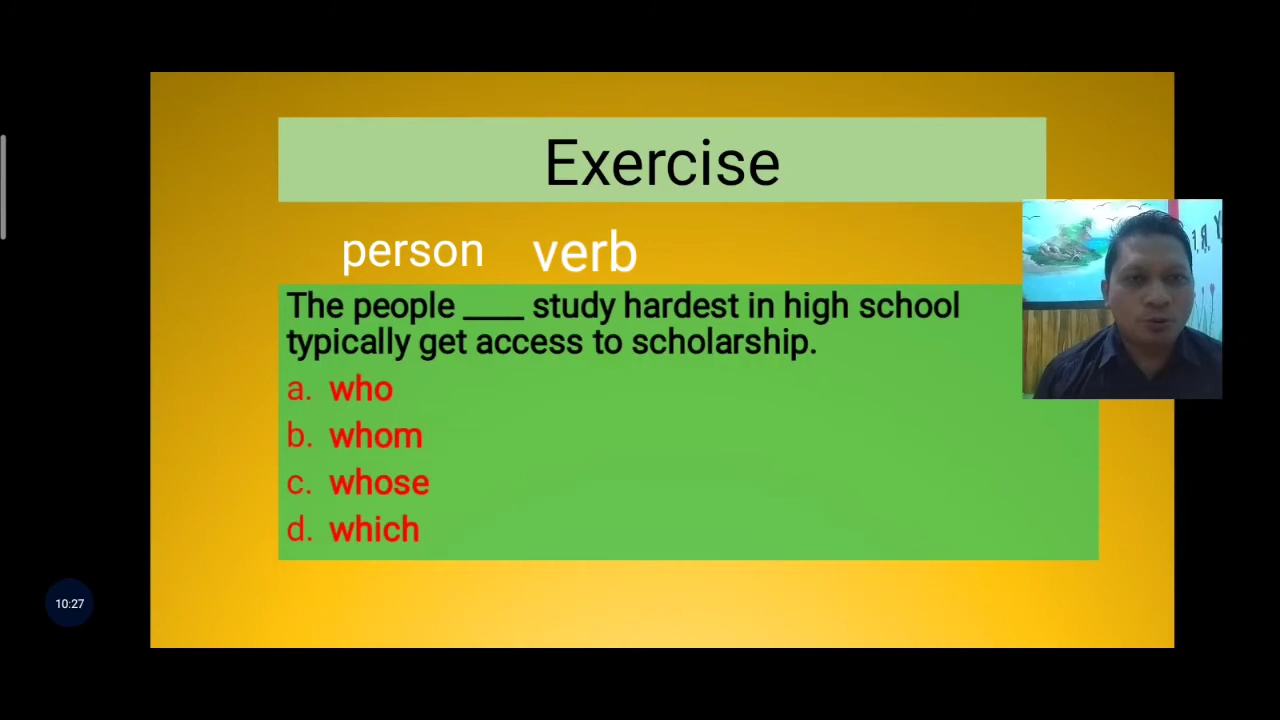 Exercise
person verb
The people ____ study hardest in high school
typically get access to scholarship.
a. who
b. whom
c. whose
d. which
10:27